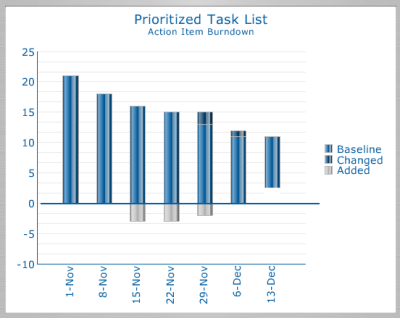 Prioritized Task List
Action Item Burndown
25
20
15
10
5
0
-5
-10
1-Nov
8-Nov
15-Nov
22-Nov
29-Nov
6-Dec
13-Dec
Baseline
Changed
Added